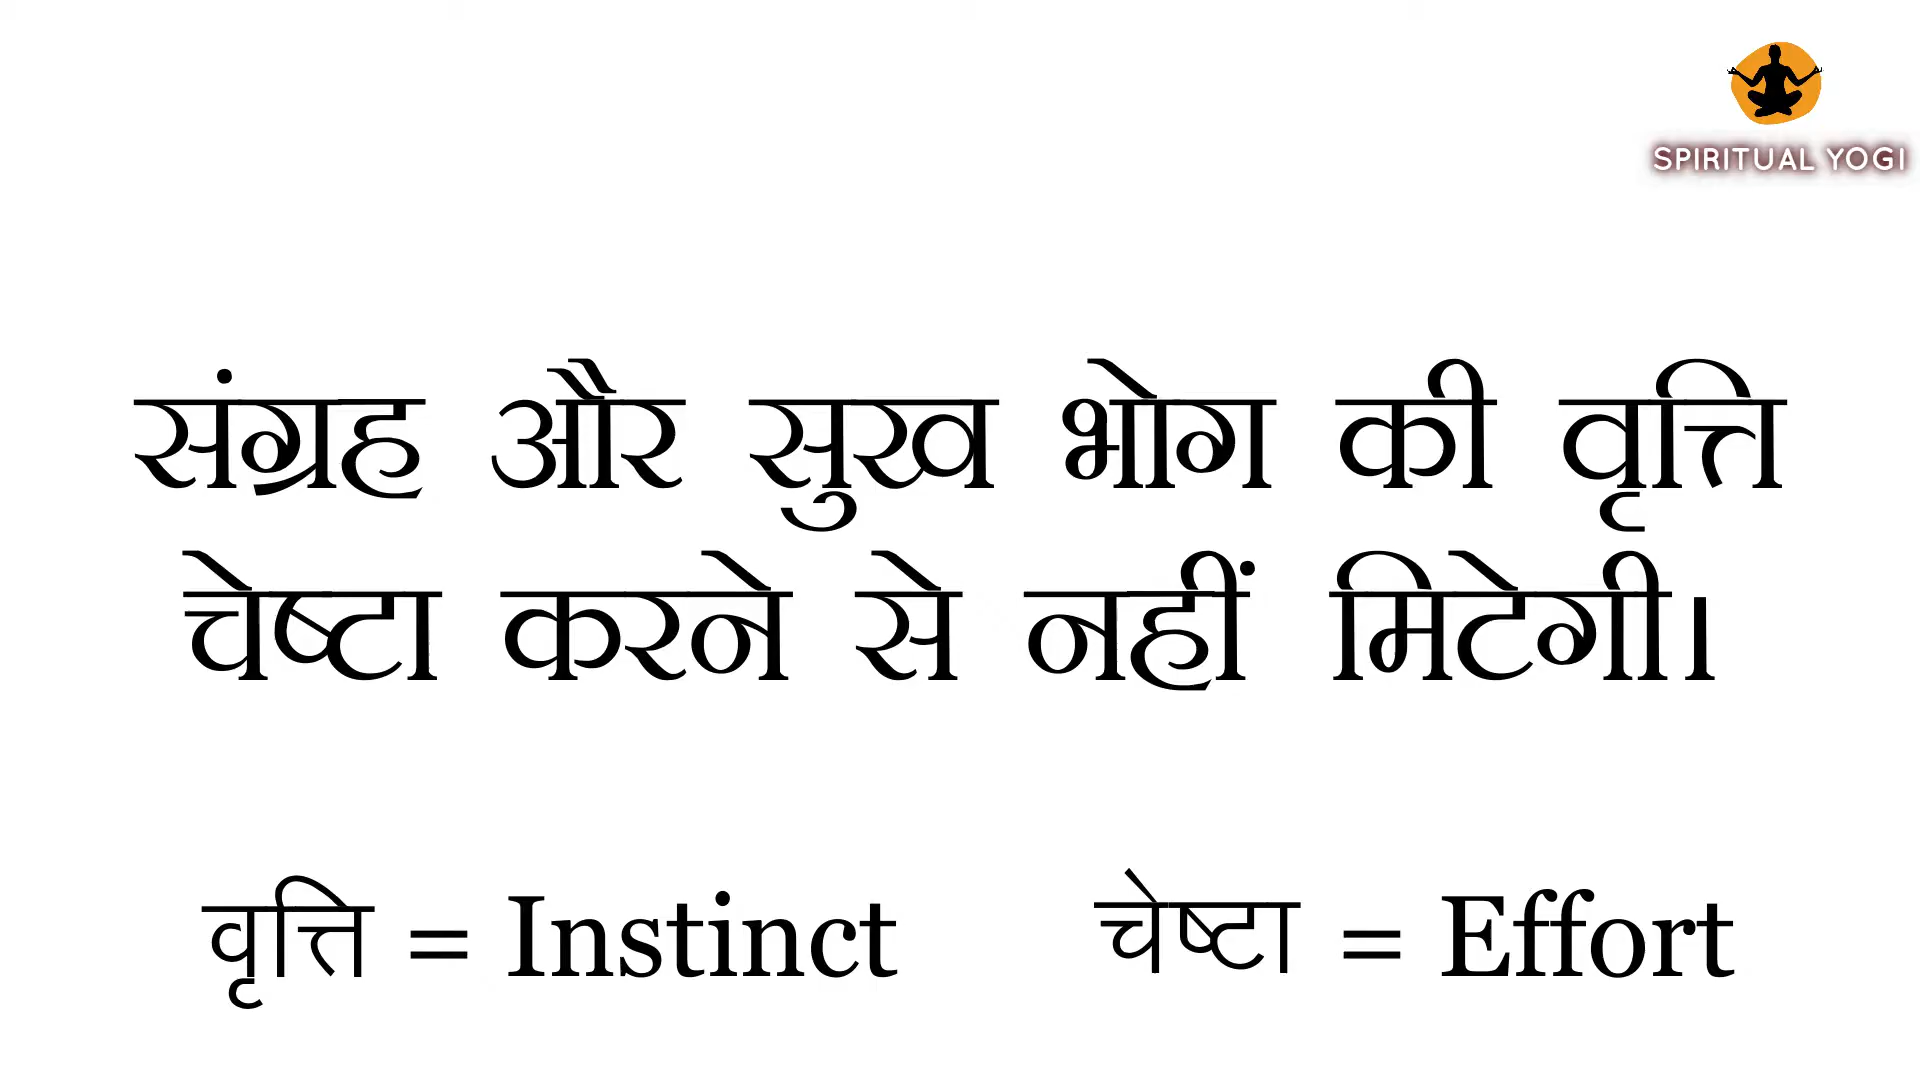 SPIRITUAL YOGI
संग्रह और सुख भोग की वृत्ति
चेष्टा करने से नहीं मिटेगी।
वृत्ति = Instinct चेष्टा = Effort